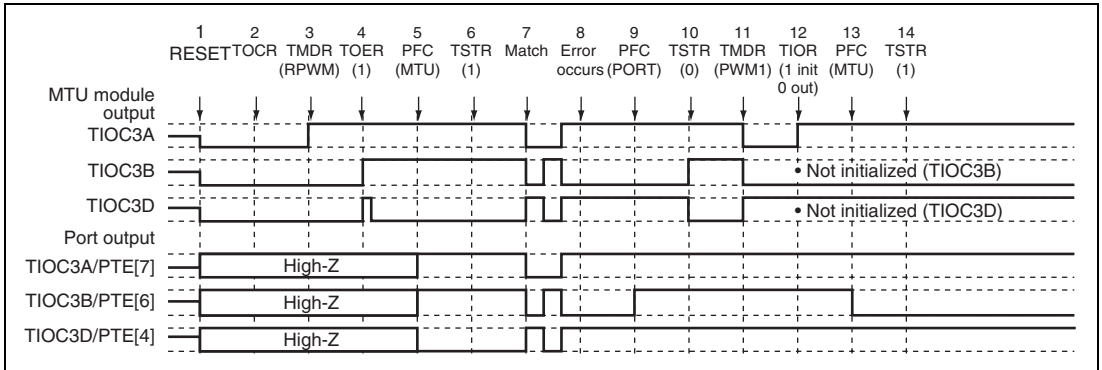 1 2 3 4 5 6 7 8 9 10 11 12 13 14
RESET TOCR TMDR TOER PFC TSTR Match Error PFC TSTR TMDR TIOR PFC TSTR
(RPWM) (1) (MTU) (1) occurs (PORT) (0) (PWM1) (1 init (MTU) (1)
0 out)
MTU module
output
TIOC3A
TIOC3B
• Not initialized (TIOC3B)
TIOC3D
• Not initialized (TIOC3D)
Port output
TIOC3A/PTE[7]
High-Z
TIOC3B/PTE[6]
High-Z
TIOC3D/PTE[4]
High-Z